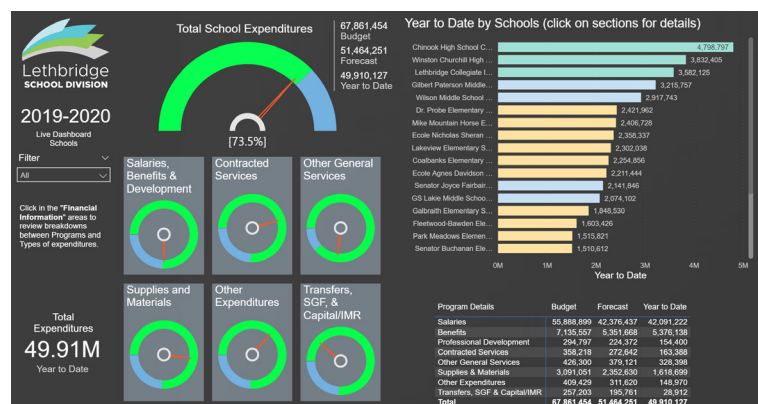 Lethbridge
SCHOOL DIVISION
2019-2020
Live Dashboard
Schools
Filter
All
Click in the "Financial
Information" areas to
review breakdowns
between Programs and
Types of expenditures.
Total
Expenditures
49.91M
Year to Date
Total School Expenditures
67,861,454
Budget
51,464,251
Forecast
49,910,127
Year to Date
[73.5%]
Salaries,
Benefits &
Development
Contracted
Services
Other General
Services
Supplies and
Materials
Other
Expenditures
Transfers,
SGF, &
Capital/IMR
Year to Date by Schools (click on sections for details)
Chinook High School C... 4,798,797
Winston Churchill High ... 3,832,405
Lethbridge Collegiate I... 3,582,125
Gilbert Paterson Middle... 3,215,757
Wilson Middle School ... 2,917,743
Dr. Probe Elementary ... 2,421,962
Mike Mountain Horse E... 2,406,728
Ecole Nicholas Sheran ... 2,358,337
Lakeview Elementary S... 2,302,038
Coalbanks Elementary ... 2,254,856
Ecole Agnes Davidson ... 2,211,444
Senator Joyce Fairbair... 2,141,846
GS Lakie Middle Schoo... 2,074,102
Galbraith Elementary S... 1,848,530
Fleetwood-Bawden Ele... 1,603,426
Park Meadows Elemen... 1,515,821
Senator Buchanan Ele... 1,510,612
0M 1M 2M 3M 4M 5M
Year to Date
Program Details Budget Forecast Year to Date
Salaries 55,888,899 42,376,437 42,091,222
Benefits 7,135,557 5,351,668 5,376,138
Professional Development 294,797 224,372 154,400
Contracted Services 358,218 272,642 163,388
Other General Services 426,300 379,121 328,398
Supplies & Materials 3,091,051 2,352,630 1,618,699
Other Expenditures 409,429 311,620 148,970
Transfers, SGF & Capital/IMR 257,203 195,761 28,912
Total 67,861,454 51,464,251 49,910,127